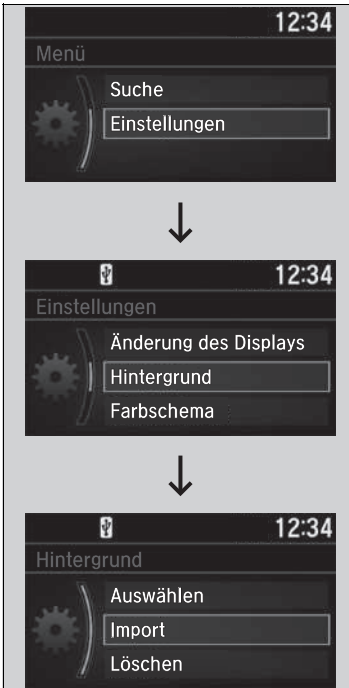 12:34
Menü
Suche
Einstellungen
12:34
Einstellungen
Änderung des Displays
Hintergrund
Farbschema
12:34
Hintergrund
Auswählen
Import
Löschen